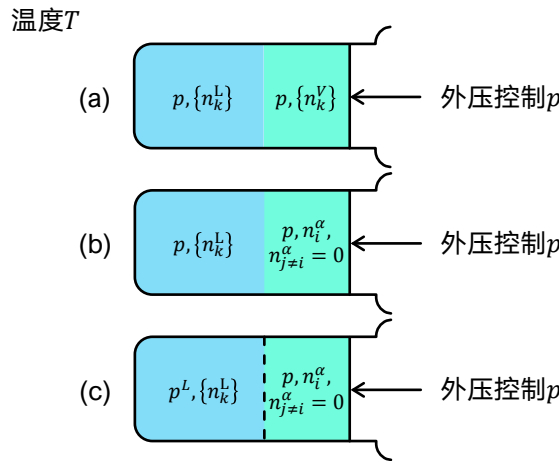 温度T
(a) p, {n_k^L} p, {n_k^V} 外压控制p
(b) p, {n_k^L} p, n_i^α, 外压控制p
n_{j≠i}^α = 0
(c) p^L, {n_k^L} p, n_i^α, 外压控制p
n_{j≠i}^α = 0